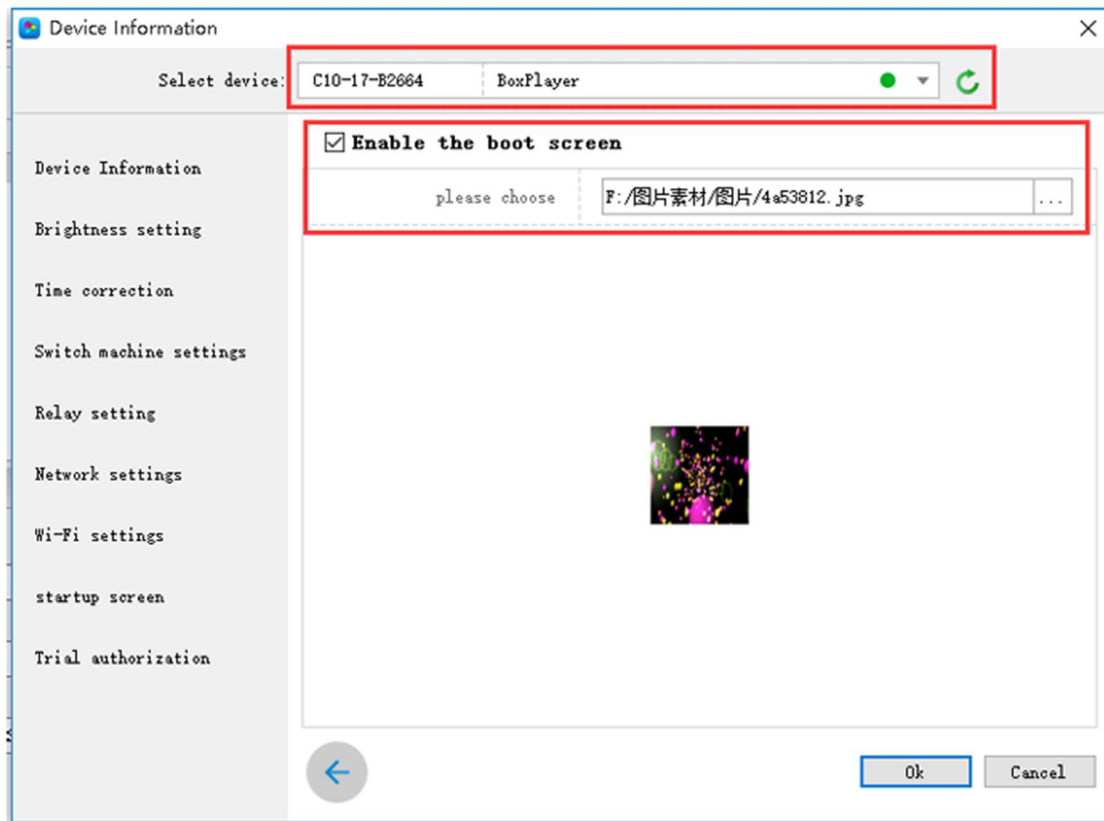 Device Information
Select device: C10-17-B2664 BoxPlayer
Enable the boot screen
please choose F:/图片素材/图片/4a53812.jpg ...
Device Information
Brightness setting
Time correction
Switch machine settings
Relay setting
Network settings
Wi-Fi settings
startup screen
Trial authorization
Ok Cancel